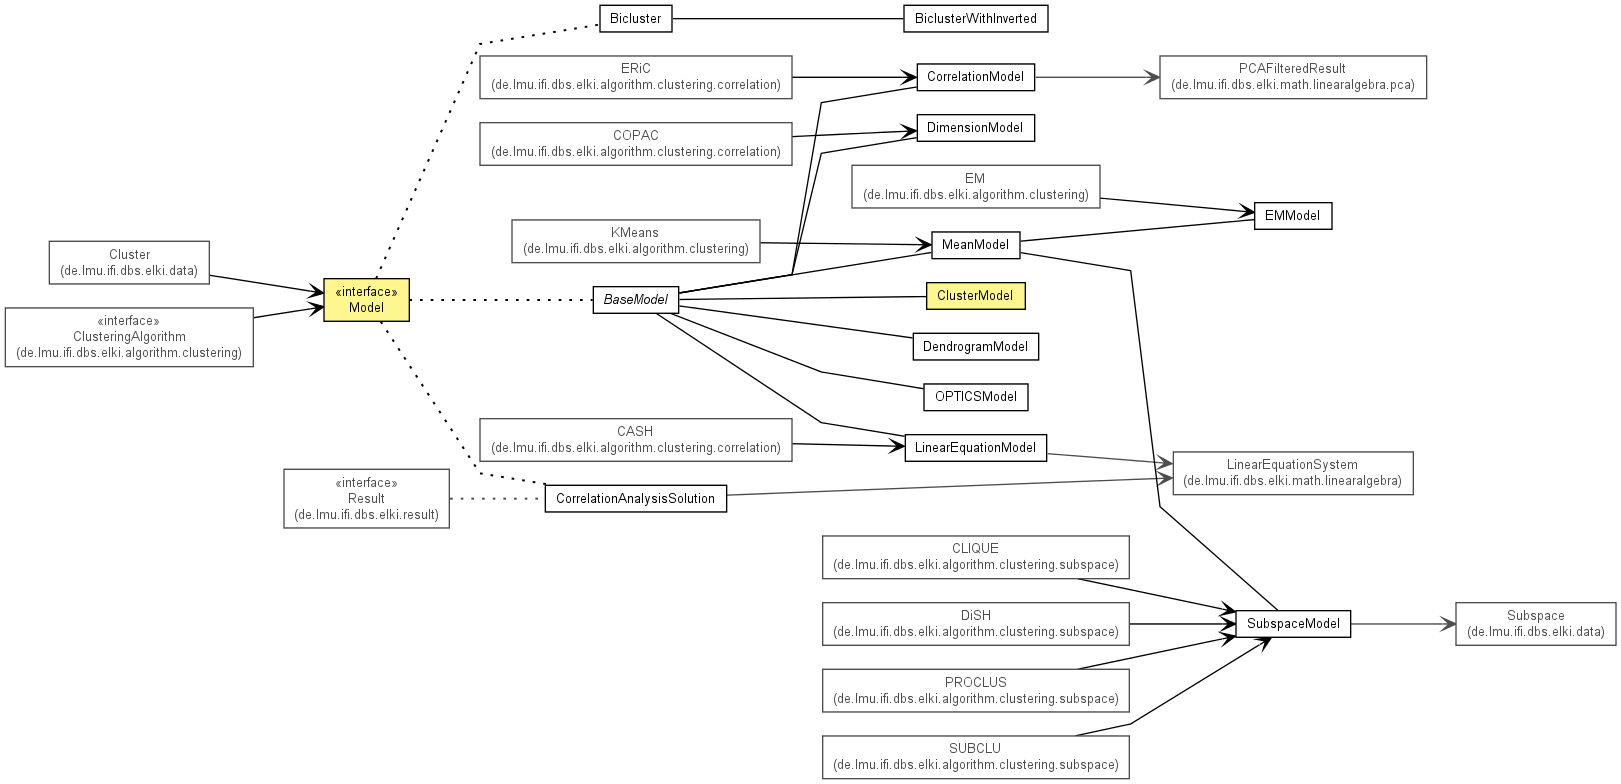 Bicluster
BiclusterWithInverted
ERiC
(de.lmu.ifi.dbs.elki.algorithm.clustering.correlation)
CorrelationModel
PCAFilteredResult
(de.lmu.ifi.dbs.elki.math.linearalgebra.pca)
COPAC
(de.lmu.ifi.dbs.elki.algorithm.clustering.correlation)
DimensionModel
EM
(de.lmu.ifi.dbs.elki.algorithm.clustering)
EMModel
KMeans
(de.lmu.ifi.dbs.elki.algorithm.clustering)
MeanModel
Cluster
(de.lmu.ifi.dbs.elki.data)
«interface»
Model
BaseModel
ClusterModel
«interface»
ClusteringAlgorithm
(de.lmu.ifi.dbs.elki.algorithm.clustering)
DendrogramModel
OPTICSModel
CASH
(de.lmu.ifi.dbs.elki.algorithm.clustering.correlation)
LinearEquationModel
LinearEquationSystem
(de.lmu.ifi.dbs.elki.math.linearalgebra)
«interface»
Result
(de.lmu.ifi.dbs.elki.result)
CorrelationAnalysisSolution
CLIQUE
(de.lmu.ifi.dbs.elki.algorithm.clustering.subspace)
DiSH
(de.lmu.ifi.dbs.elki.algorithm.clustering.subspace)
SubspaceModel
Subspace
(de.lmu.ifi.dbs.elki.data)
PROCLUS
(de.lmu.ifi.dbs.elki.algorithm.clustering.subspace)
SUBCLU
(de.lmu.ifi.dbs.elki.algorithm.clustering.subspace)